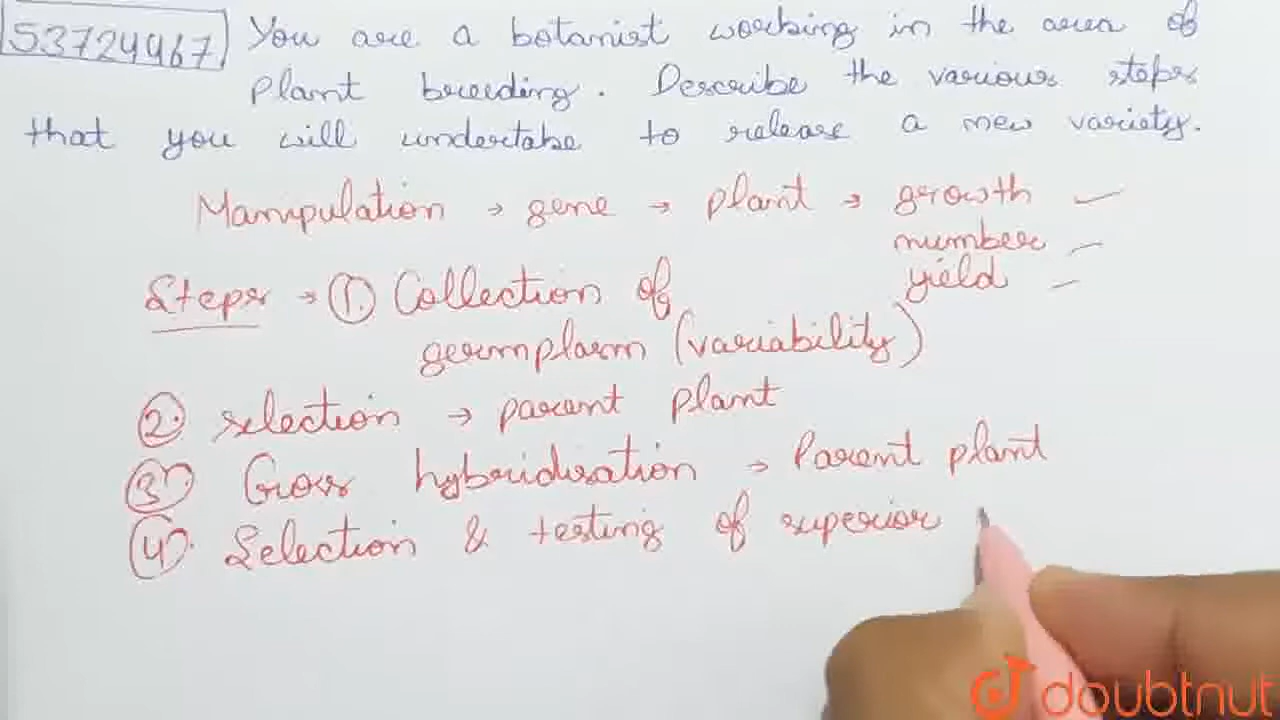 53724967 You are a botanist working in the area of
plant breeding. Describe the various steps
that you will undertake to release a new variety.
Manipulation → gene → plant → growth
number
yield
Steps → 1. Collection of
germplasm (variability)
2. selection → parent plant
3. Cross hybridisation → Parent plant
4. Selection & testing of superior
doubtnut